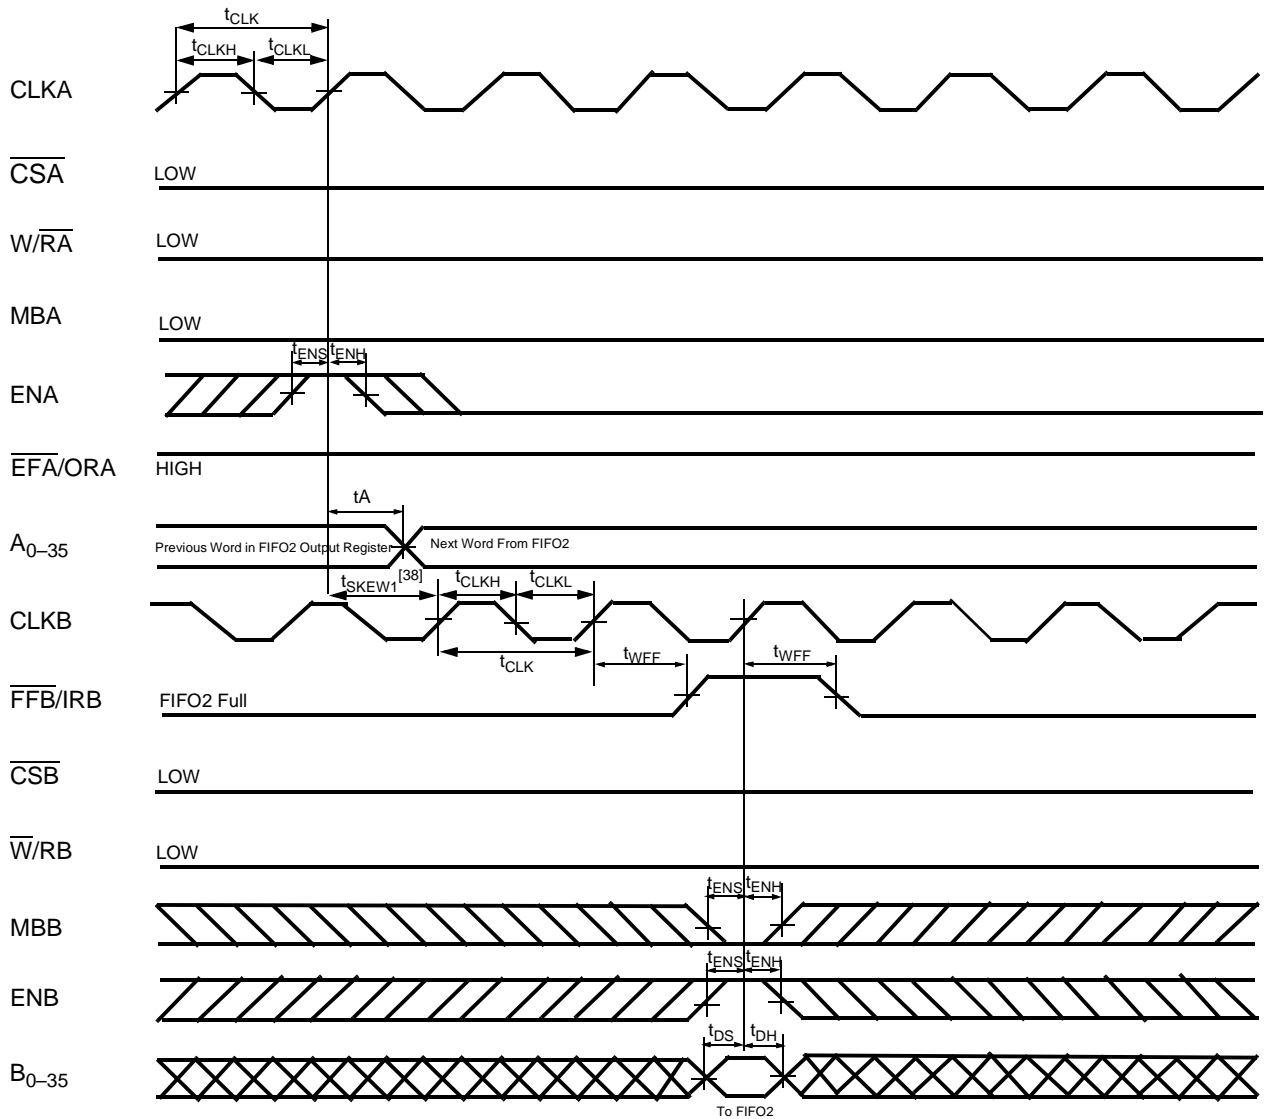 tCLK
tCLKH tCLKL
CLKA
CSA LOW
W/RA LOW
MBA LOW
tENS tENH
ENA
EFA/ORA HIGH
tA
A0–35 Previous Word in FIFO2 Output Register Next Word From FIFO2
tSKEW1[38] tCLKH tCLKL
CLKB
tCLK tWFF tWFF
FFB/IRB FIFO2 Full
CSB LOW
W/RB LOW
tENS tENH
MBB
tENS tENH
ENB
tDS tDH
B0–35
To FIFO2